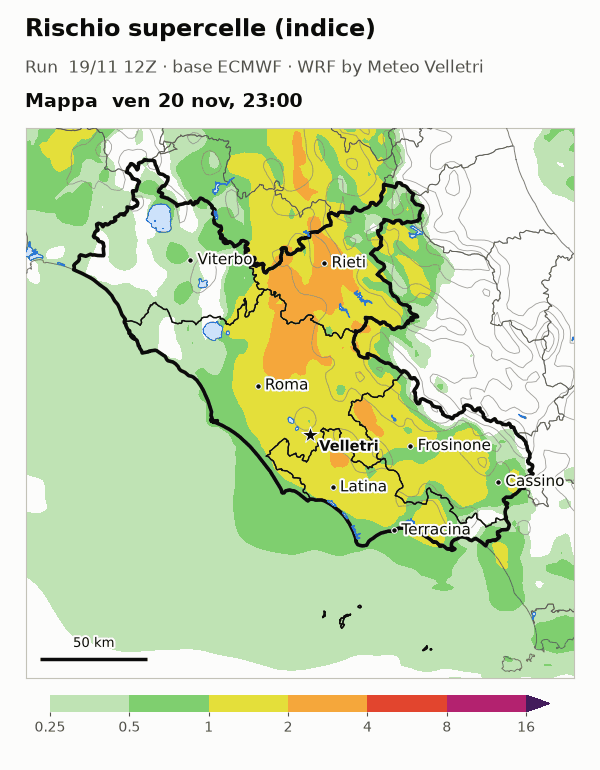 Rischio supercelle (indice)
Run  19/11 12Z · base ECMWF · WRF by Meteo Velletri
Mappa  ven 20 nov, 23:00
Viterbo
Rieti
Roma
Velletri
Frosinone
Cassino
Latina
Terracina
50 km
0.25 0.5 1 2 4 8 16